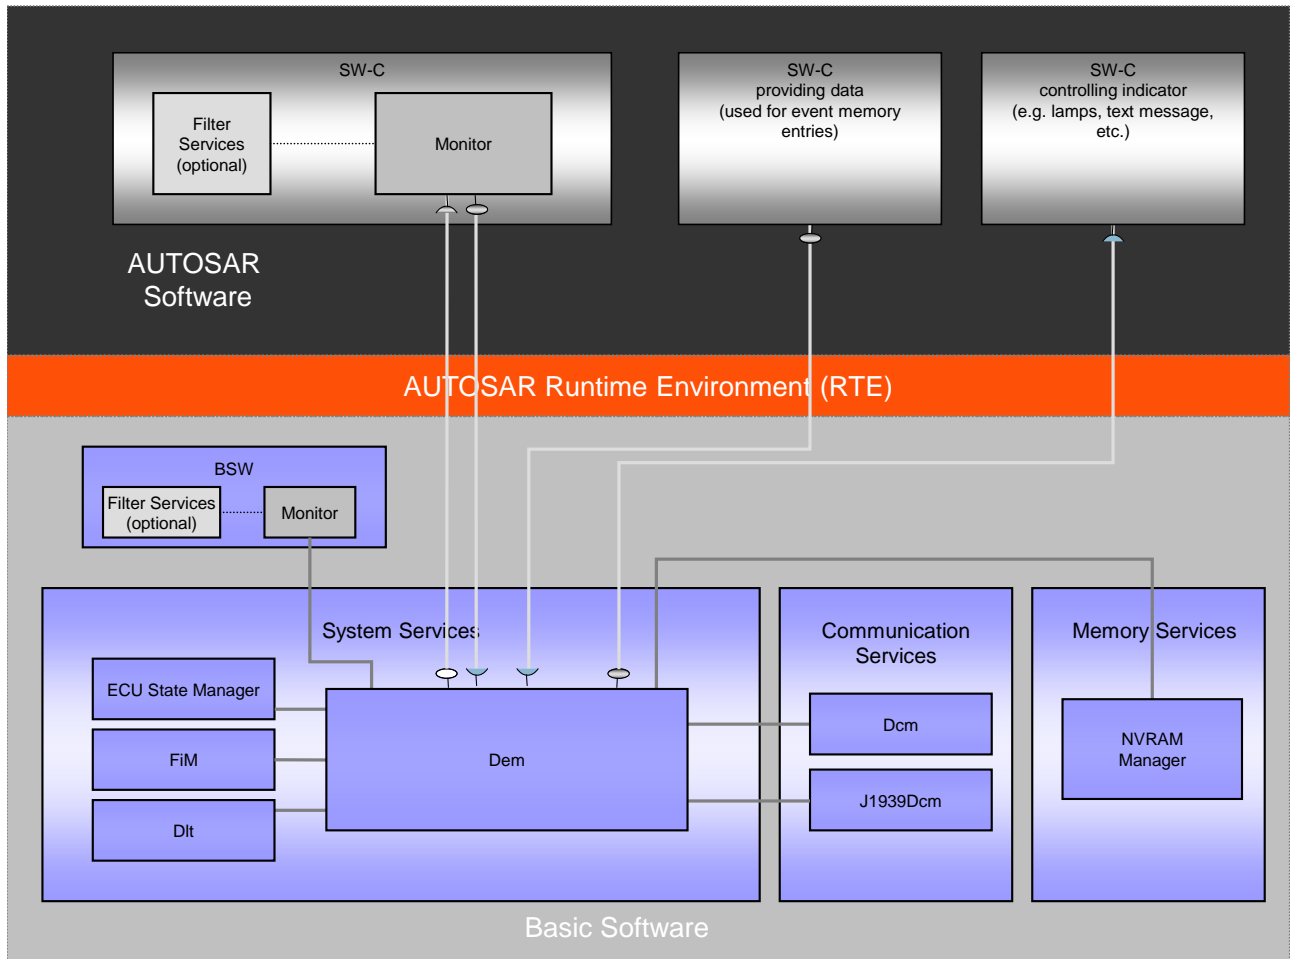 SW-C
Filter
Services
(optional)
Monitor
SW-C
providing data
(used for event memory
entries)
SW-C
controlling indicator
(e.g. lamps, text message,
etc.)
AUTOSAR
Software
AUTOSAR Runtime Environment (RTE)
BSW
Filter Services
(optional)
Monitor
System Services
Communication
Services
Memory Services
ECU State Manager
FiM
Dlt
Dem
Dcm
J1939Dcm
NVRAM
Manager
Basic Software